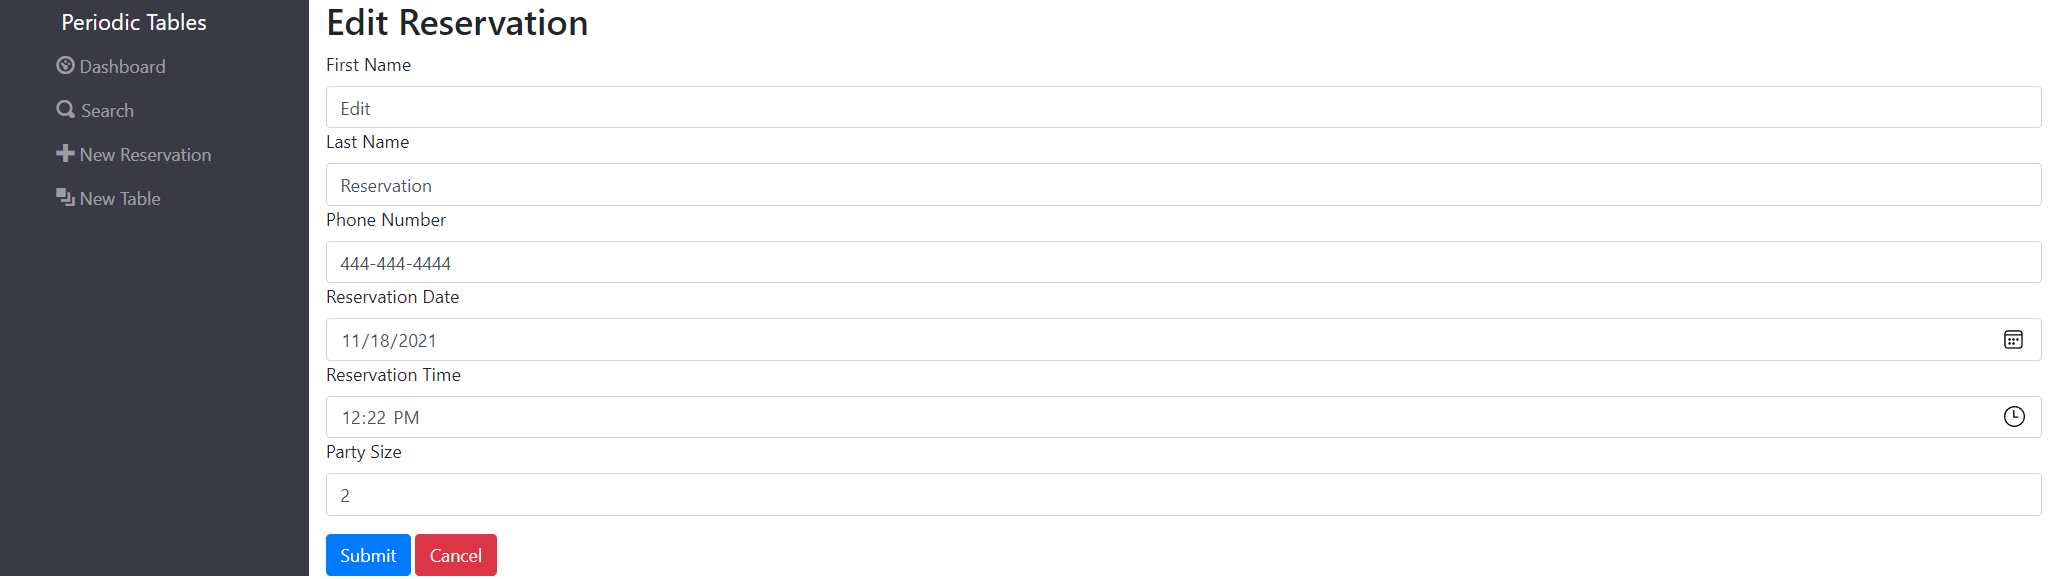 Periodic Tables
Dashboard
Search
New Reservation
New Table
Edit Reservation
First Name
Edit
Last Name
Reservation
Phone Number
444-444-4444
Reservation Date
11/18/2021
Reservation Time
12:22 PM
Party Size
2
Submit Cancel